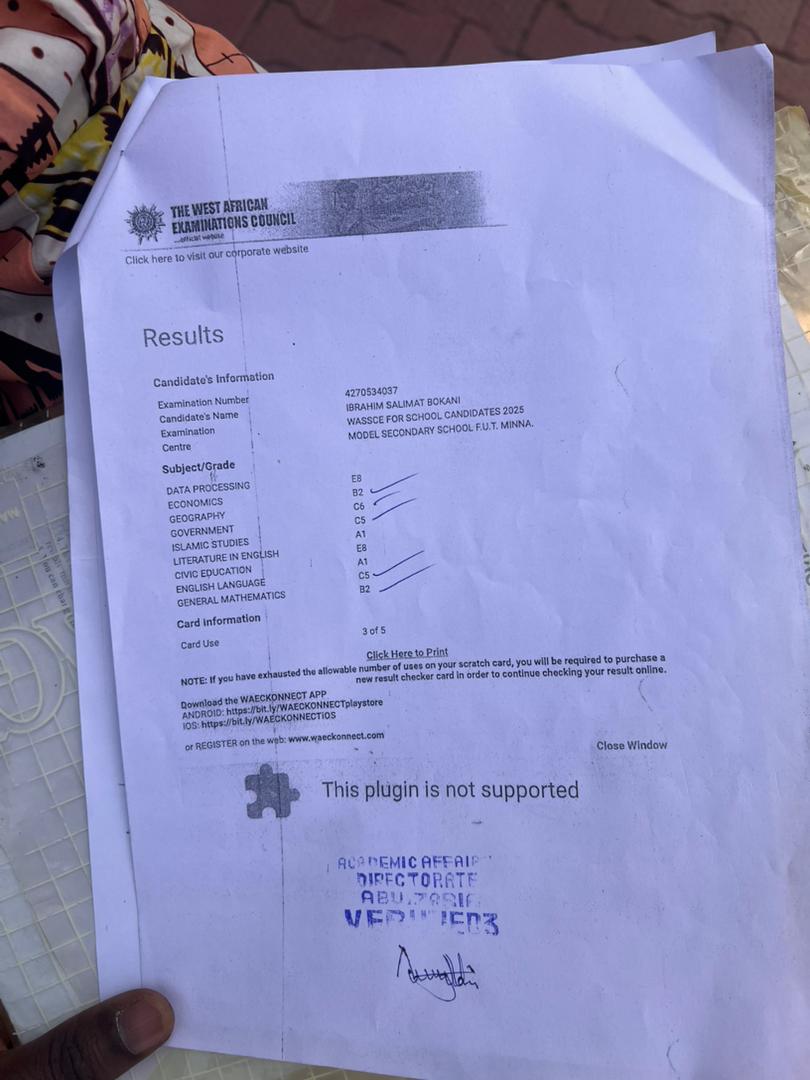 THE WEST AFRICAN
EXAMINATIONS COUNCIL
...official website
Click here to visit our corporate website
Results
Candidate's Information
Examination Number 4270534037
Candidate's Name IBRAHIM SALIMAT BOKANI
Examination WASSCE FOR SCHOOL CANDIDATES 2025
Centre MODEL SECONDARY SCHOOL F.U.T. MINNA.
Subject/Grade
DATA PROCESSING E8
ECONOMICS B2
GEOGRAPHY C6
GOVERNMENT C5
ISLAMIC STUDIES A1
LITERATURE IN ENGLISH E8
CIVIC EDUCATION A1
ENGLISH LANGUAGE C5
GENERAL MATHEMATICS B2
Card Information
Card Use 3 of 5
Click Here to Print
NOTE: If you have exhausted the allowable number of uses on your scratch card, you will be required to purchase a
new result checker card in order to continue checking your result online.
Download the WAECKONNECT APP
ANDROID: https://bit.ly/WAECKONNECTplaystore
IOS: https://bit.ly/WAECKONNECTiOS
or REGISTER on the web: www.waeckonnect.com
Close Window
This plugin is not supported
ACADEMIC AFFAIR
DIRECTORATE
ABU, ZARIA